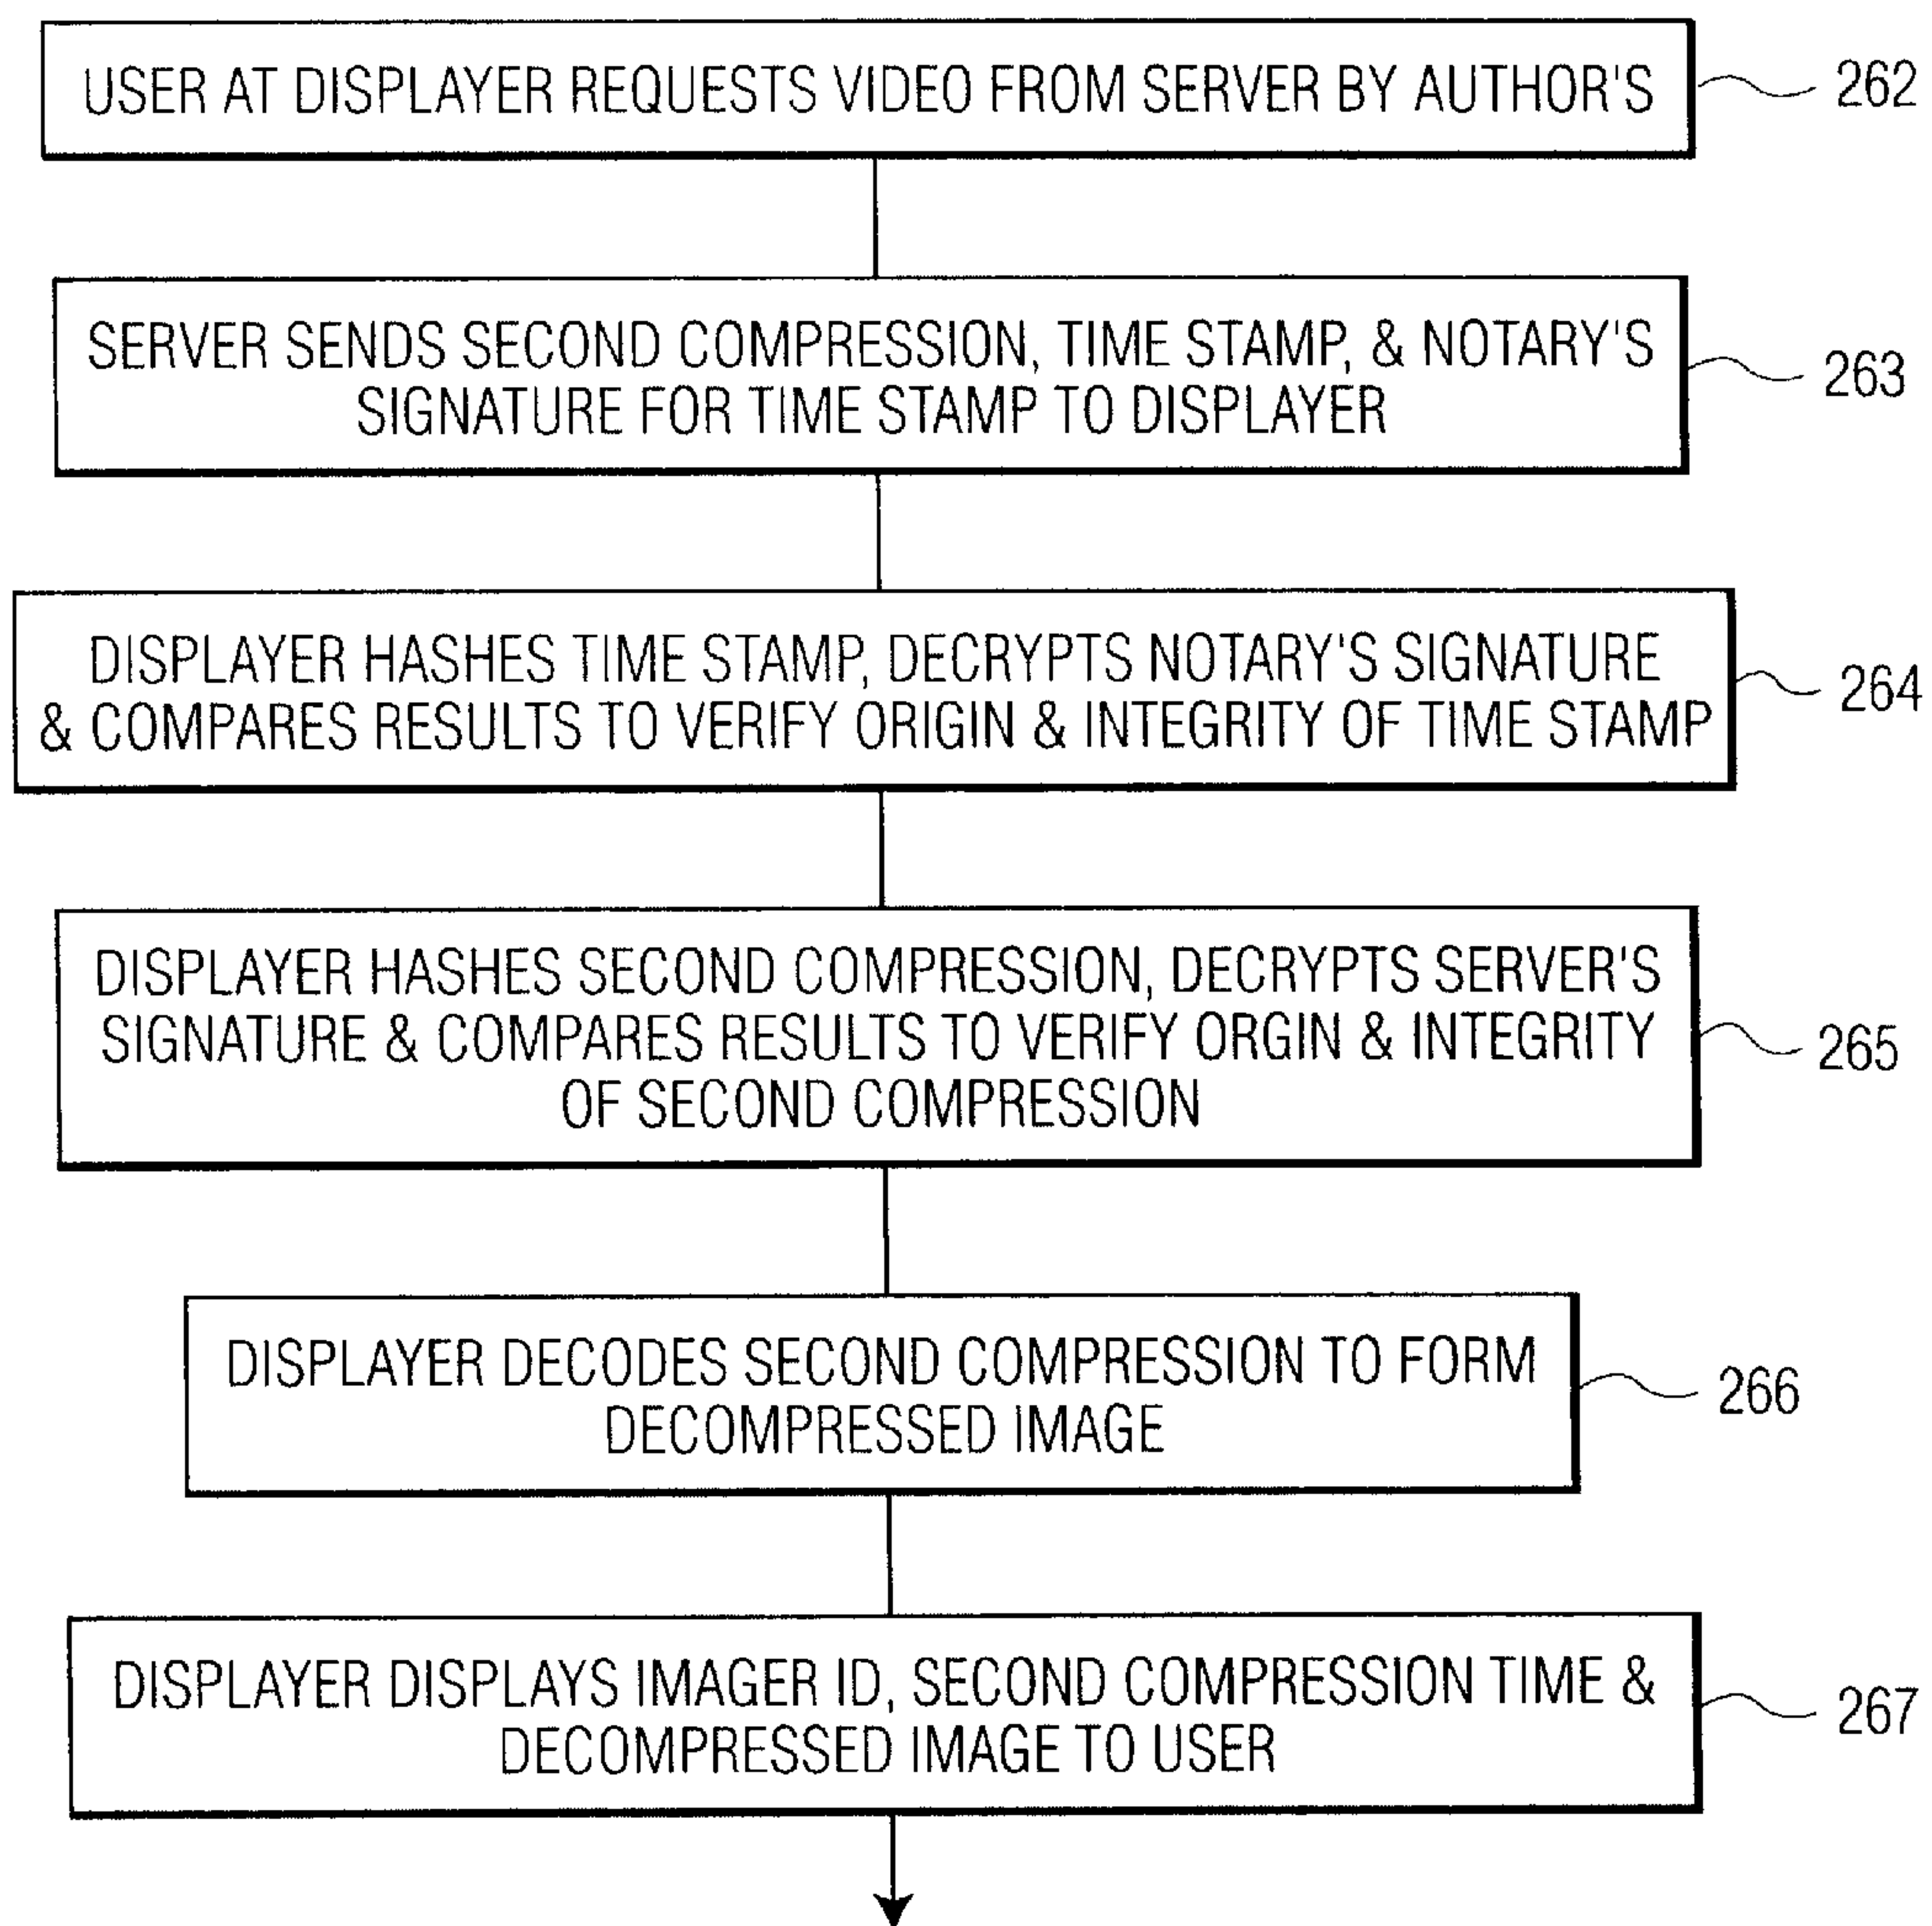 USER AT DISPLAYER REQUESTS VIDEO FROM SERVER BY AUTHOR'S
262
SERVER SENDS SECOND COMPRESSION, TIME STAMP, & NOTARY'S
SIGNATURE FOR TIME STAMP TO DISPLAYER
263
DISPLAYER HASHES TIME STAMP, DECRYPTS NOTARY'S SIGNATURE
& COMPARES RESULTS TO VERIFY ORIGIN & INTEGRITY OF TIME STAMP
264
DISPLAYER HASHES SECOND COMPRESSION, DECRYPTS SERVER'S
SIGNATURE & COMPARES RESULTS TO VERIFY ORGIN & INTEGRITY
OF SECOND COMPRESSION
265
DISPLAYER DECODES SECOND COMPRESSION TO FORM
DECOMPRESSED IMAGE
266
DISPLAYER DISPLAYS IMAGER ID, SECOND COMPRESSION TIME &
DECOMPRESSED IMAGE TO USER
267